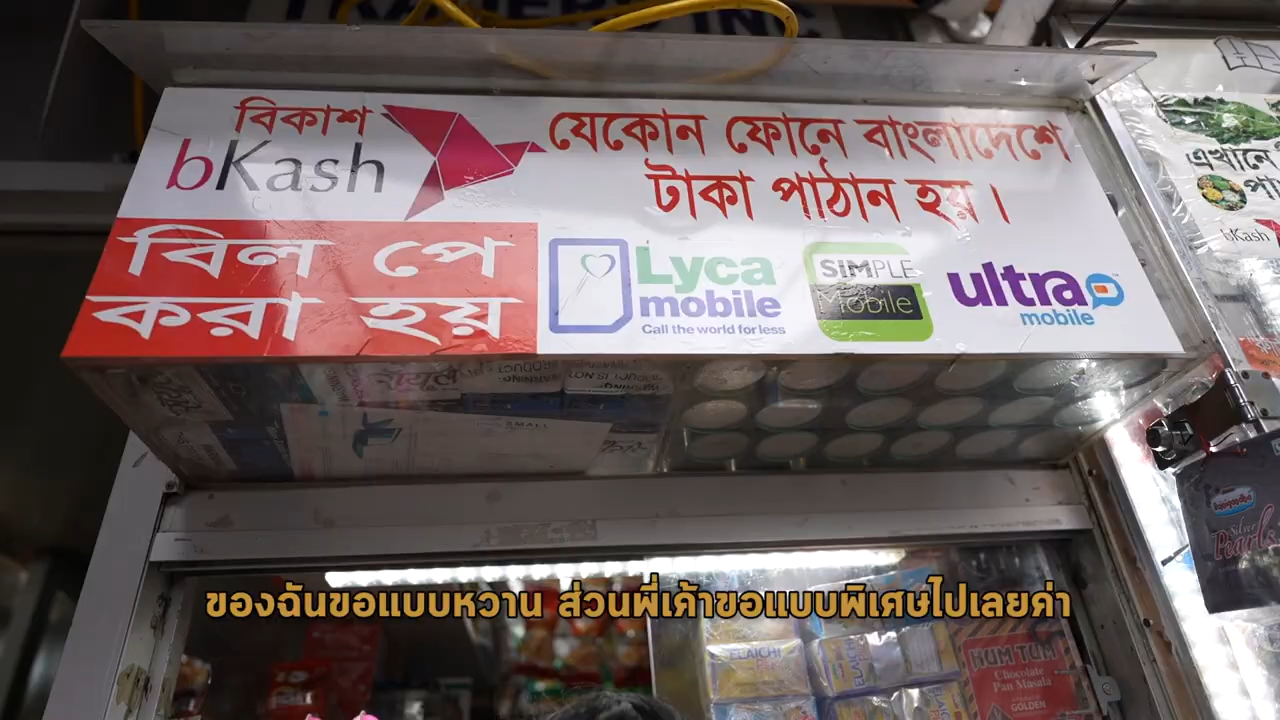 বিকাশ
bKash
যেকোন ফোনে বাংলাদেশে
টাকা পাঠান হয়।
বিল পে
করা হয়
Lyca
mobile
Call the world for less
SIMPLE
Mobile
ultra
mobile
এখানে
bKash
SMALL
Silver
Pearls
ของฉันขอแบบหวาน ส่วนพี่เค้าขอแบบพิเศษไปเลยค่า
ELAICHI
HUM TUM
Chocolate
Pan Masala
GOLDEN